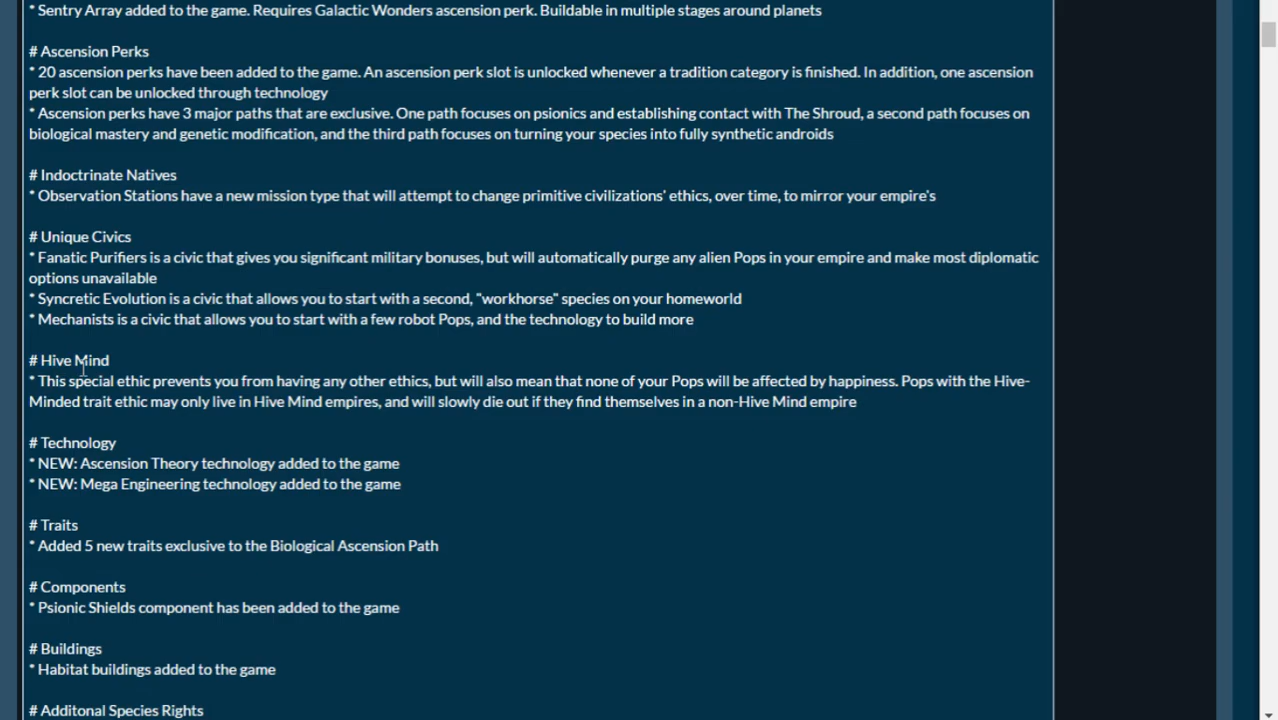 * Sentry Array added to the game. Requires Galactic Wonders ascension perk. Buildable in multiple stages around planets
# Ascension Perks
* 20 ascension perks have been added to the game. An ascension perk slot is unlocked whenever a tradition category is finished. In addition, one ascension
perk slot can be unlocked through technology
* Ascension perks have 3 major paths that are exclusive. One path focuses on psionics and establishing contact with The Shroud, a second path focuses on
biological mastery and genetic modification, and the third path focuses on turning your species into fully synthetic androids
# Indoctrinate Natives
* Observation Stations have a new mission type that will attempt to change primitive civilizations' ethics, over time, to mirror your empire's
# Unique Civics
* Fanatic Purifiers is a civic that gives you significant military bonuses, but will automatically purge any alien Pops in your empire and make most diplomatic
options unavailable
* Syncretic Evolution is a civic that allows you to start with a second, "workhorse" species on your homeworld
* Mechanists is a civic that allows you to start with a few robot Pops, and the technology to build more
# Hive Mind
* This special ethic prevents you from having any other ethics, but will also mean that none of your Pops will be affected by happiness. Pops with the Hive-
Minded trait ethic may only live in Hive Mind empires, and will slowly die out if they find themselves in a non-Hive Mind empire
# Technology
* NEW: Ascension Theory technology added to the game
* NEW: Mega Engineering technology added to the game
# Traits
* Added 5 new traits exclusive to the Biological Ascension Path
# Components
* Psionic Shields component has been added to the game
# Buildings
* Habitat buildings added to the game
# Additonal Species Rights